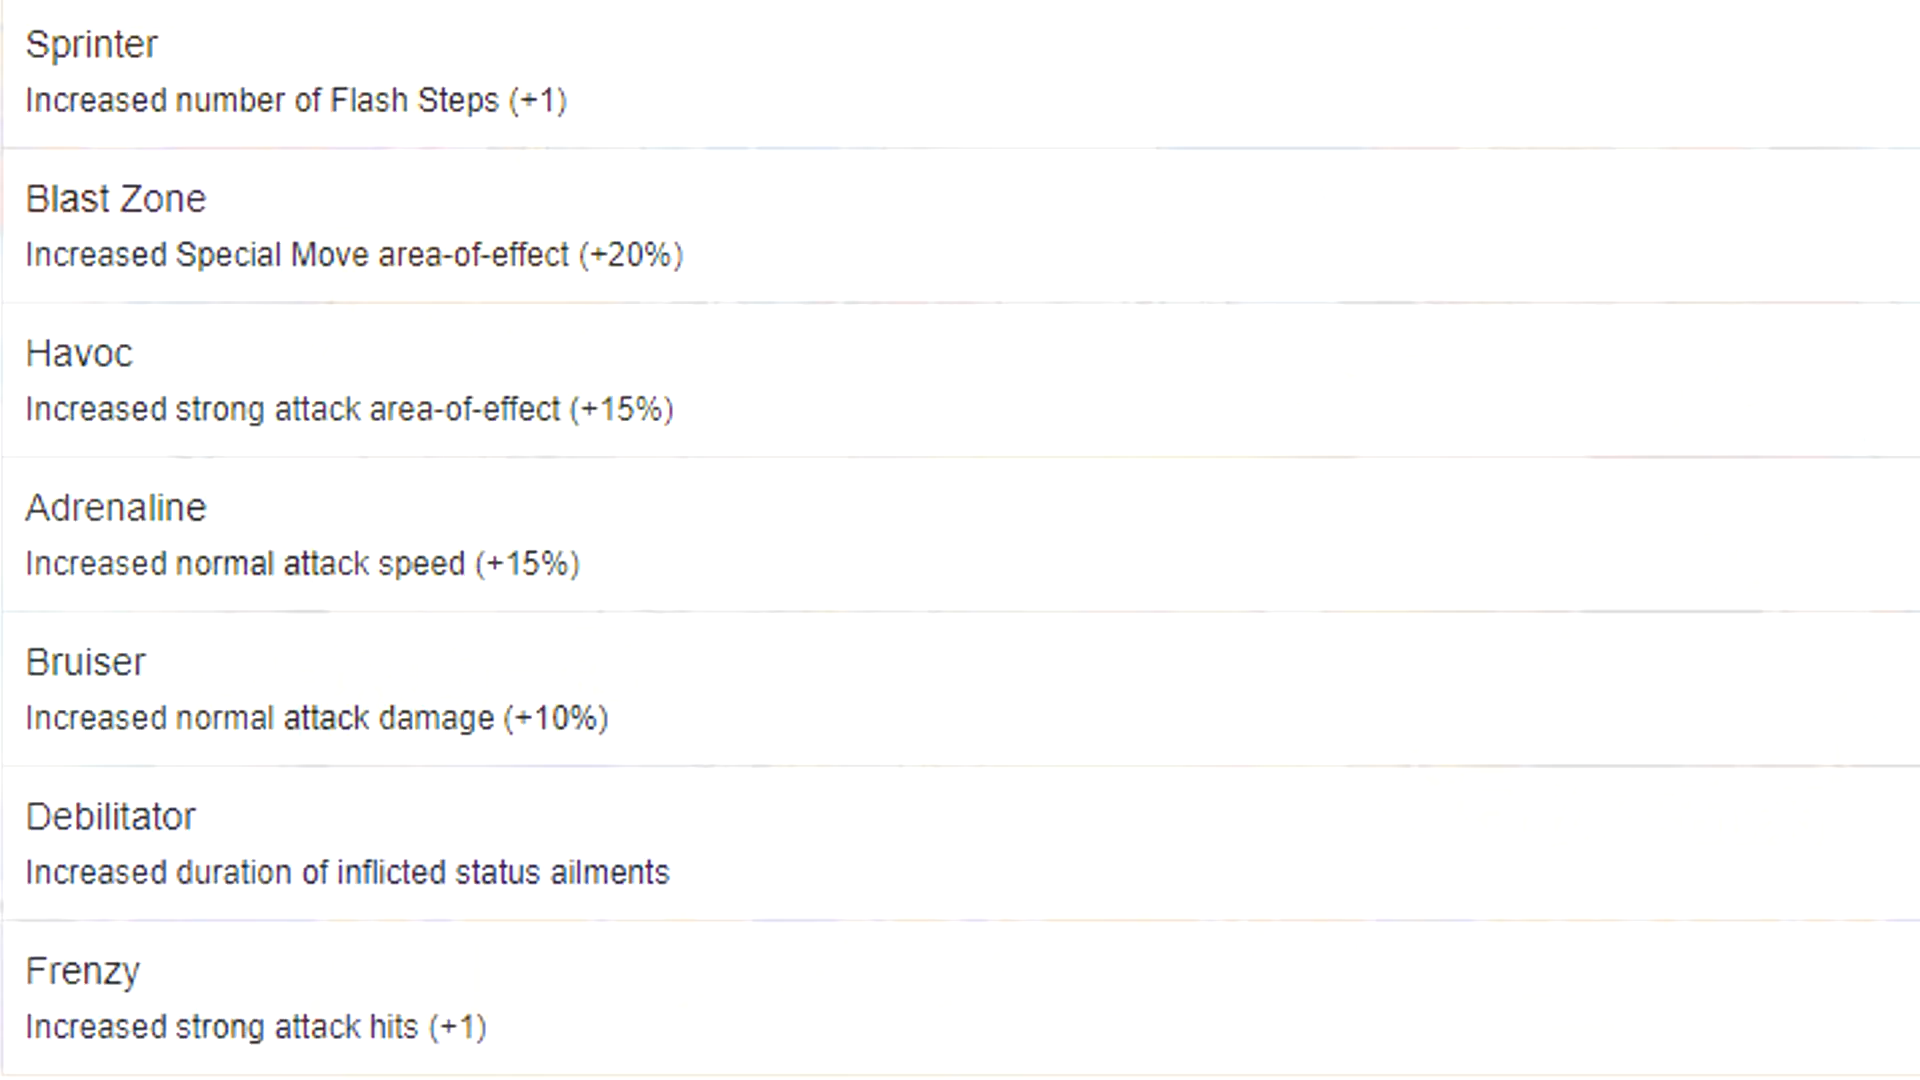 Sprinter
Increased number of Flash Steps (+1)
Blast Zone
Increased Special Move area-of-effect (+20%)
Havoc
Increased strong attack area-of-effect (+15%)
Adrenaline
Increased normal attack speed (+15%)
Bruiser
Increased normal attack damage (+10%)
Debilitator
Increased duration of inflicted status ailments
Frenzy
Increased strong attack hits (+1)